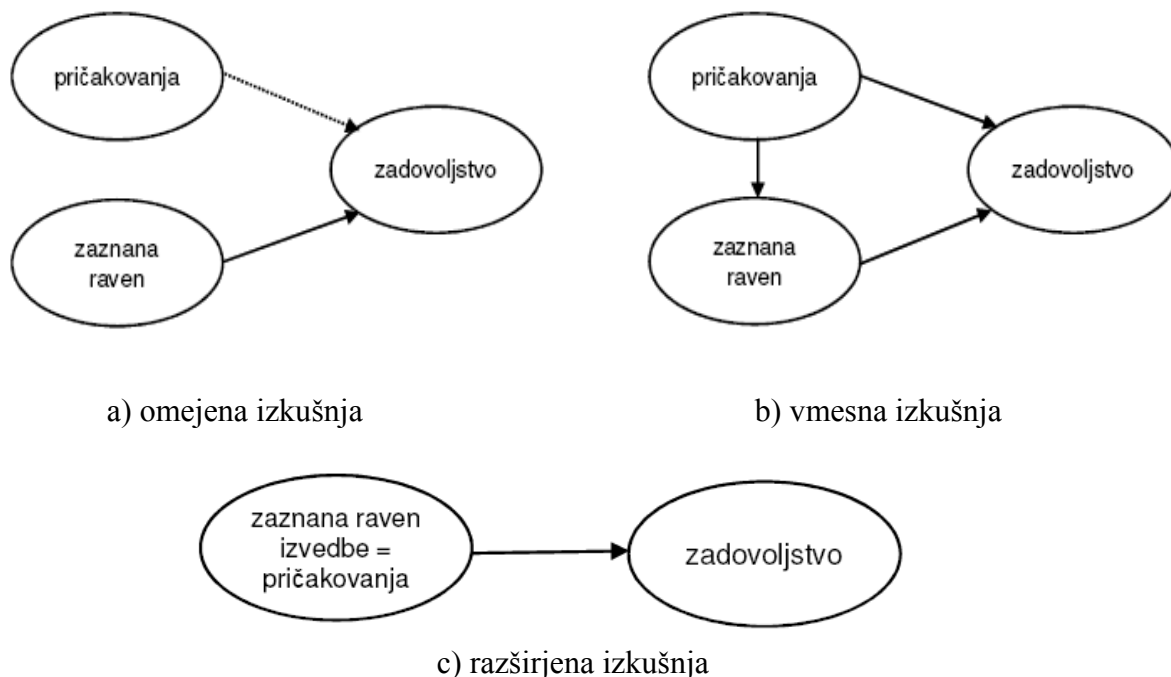 pričakovanja
zadovoljstvo
zaznana
raven
a) omejena izkušnja
pričakovanja
zadovoljstvo
zaznana
raven
b) vmesna izkušnja
zaznana raven
izvedbe =
pričakovanja
zadovoljstvo
c) razširjena izkušnja